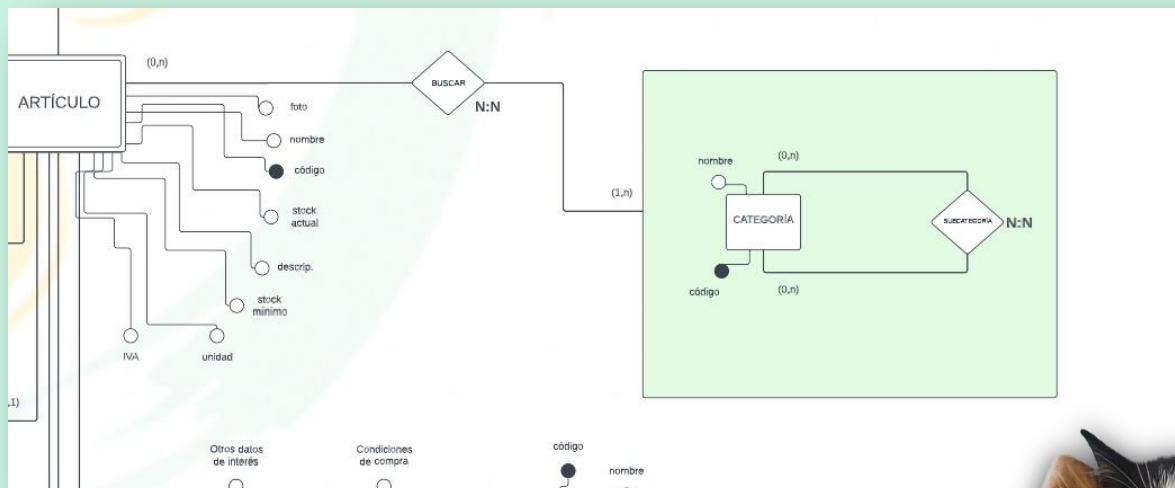 (0,n)
BUSCAR
ARTÍCULO
foto
N:N
nombre
código
nombre
(0,n)
(1,n)
stock
actual
CATEGORÍA
SUBCATEGORÍA
N:N
descrip.
código
(0,n)
stock
mínimo
IVA
unidad
,1)
Otros datos
de interés
Condiciones
de compra
código
nombre